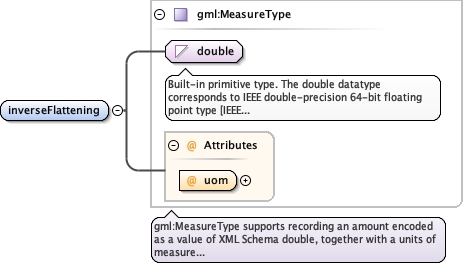 gml:MeasureType
double
Built-in primitive type. The double datatype
corresponds to IEEE double-precision 64-bit floating
point type [IEEE...
inverseFlattening
@ Attributes
@ uom
gml:MeasureType supports recording an amount encoded
as a value of XML Schema double, together with a units of
measure...